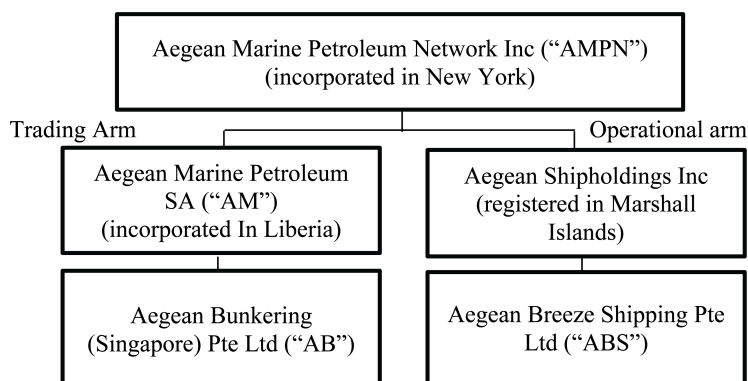 Aegean Marine Petroleum Network Inc (“AMPN”)
(incorporated in New York)
Trading Arm
Operational arm
Aegean Marine Petroleum
SA (“AM”)
(incorporated In Liberia)
Aegean Shipholdings Inc
(registered in Marshall
Islands)
Aegean Bunkering
(Singapore) Pte Ltd (“AB”)
Aegean Breeze Shipping Pte
Ltd (“ABS”)